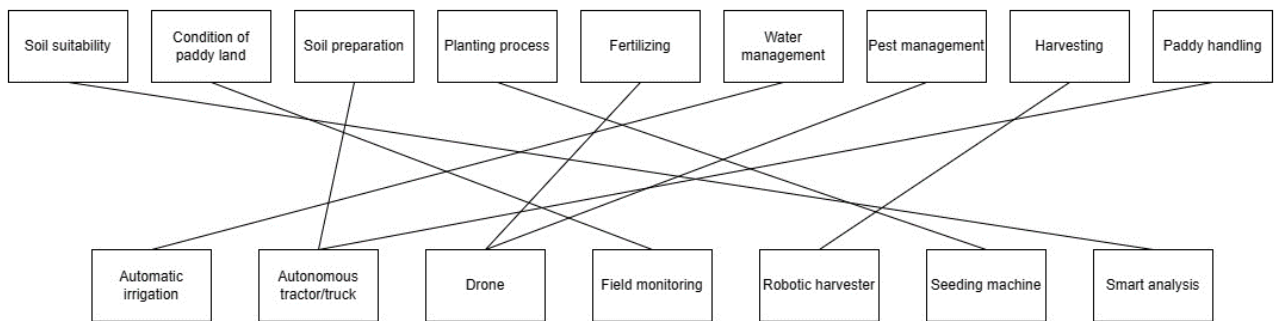 Soil suitability
Condition of
paddy land
Soil preparation
Planting process
Fertilizing
Water
management
Pest management
Harvesting
Paddy handling
Automatic
irrigation
Autonomous
tractor/truck
Drone
Field monitoring
Robotic harvester
Seeding machine
Smart analysis